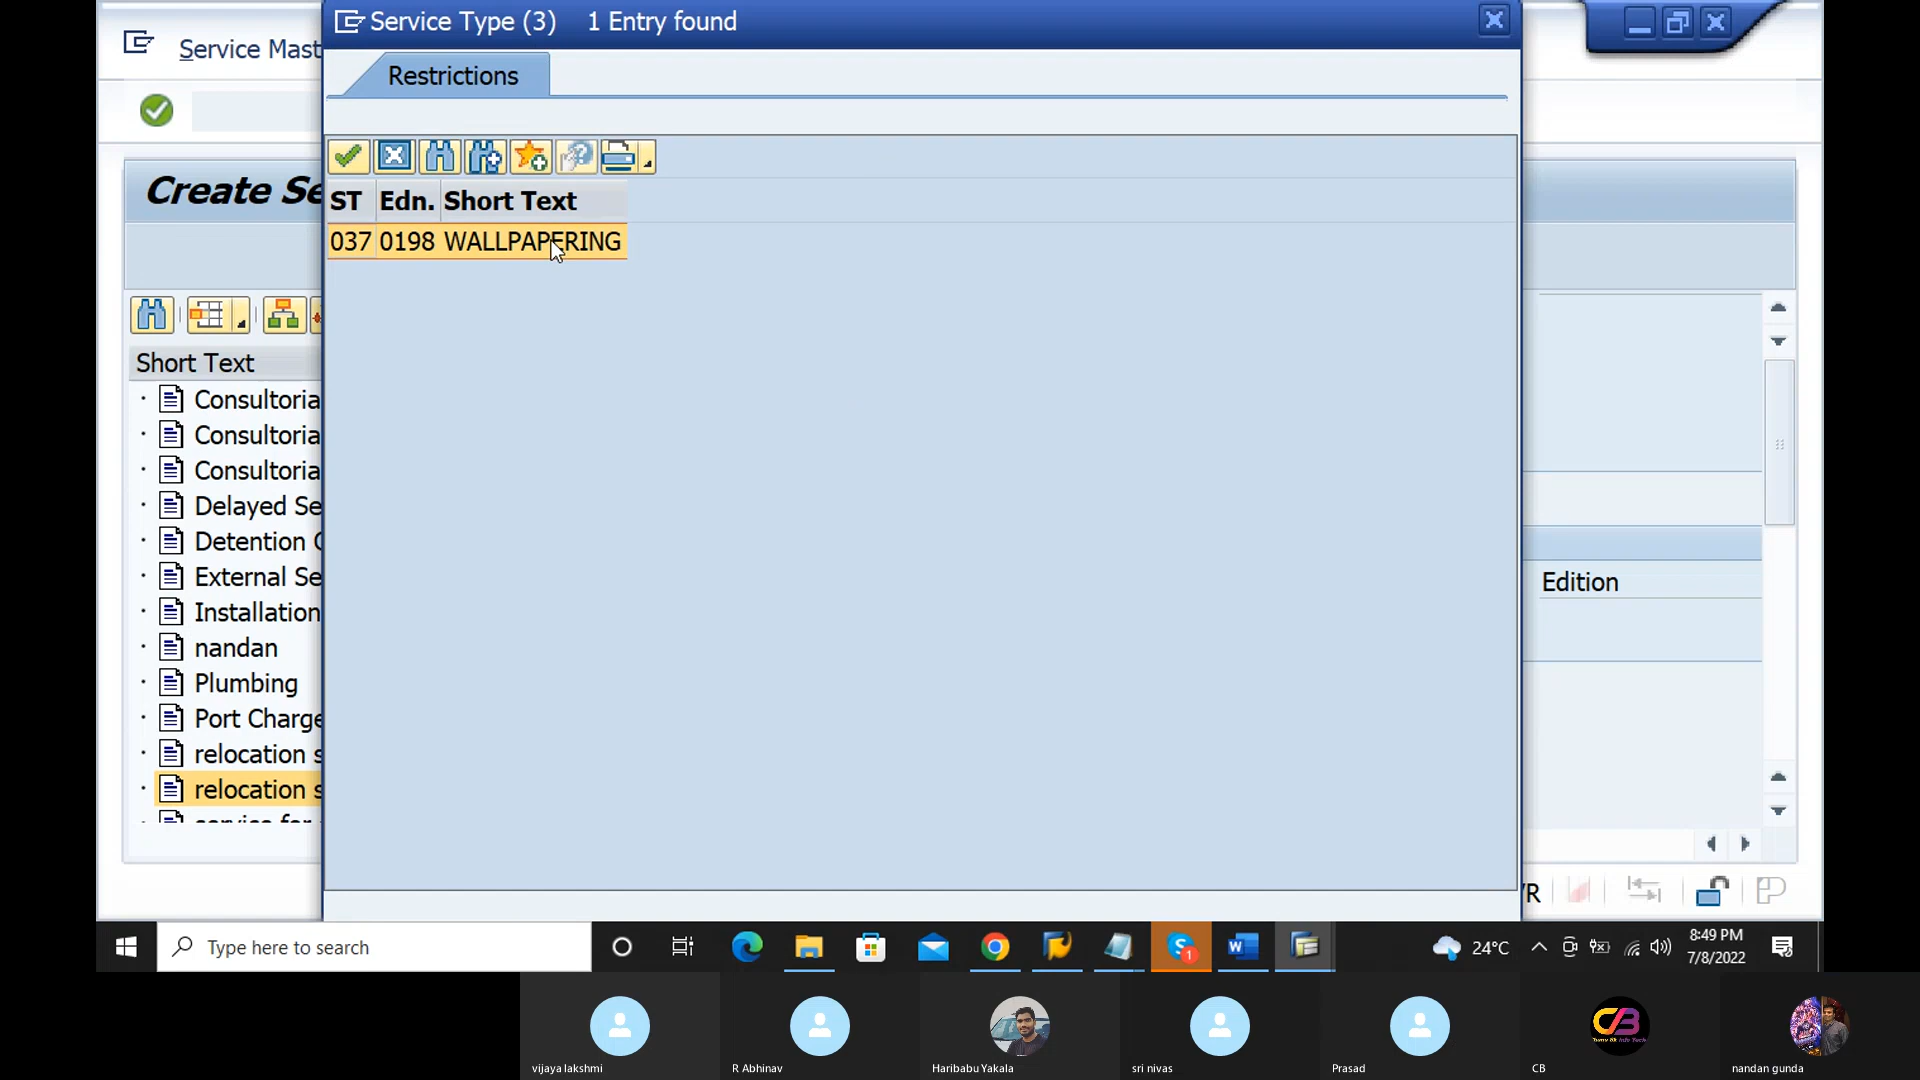 Service Type (3) 1 Entry found
Service Mast
Restrictions
Create Se
ST Edn. Short Text
037 0198 WALLPAPERING
Short Text
Consultoria
Consultoria
Consultoria
Delayed Se
Detention C
External Se
Edition
Installation
nandan
Plumbing
Port Charge
relocation s
relocation s
service for
VR
Type here to search
24°C
8:49 PM
7/8/2022
vijaya lakshmi
R Abhinav
Haribabu Yakala
sri nivas
Prasad
CB
nandan gunda